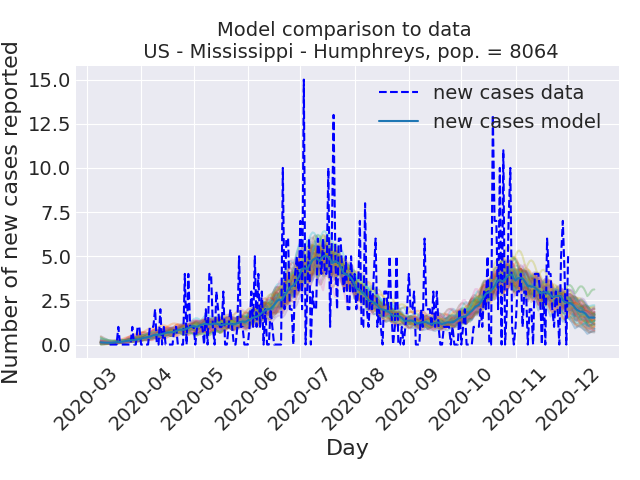 Model comparison to data
US - Mississippi - Humphreys, pop. = 8064
Number of new cases reported
15.0
12.5
10.0
7.5
5.0
2.5
0.0
new cases data
new cases model
2020-03
2020-04
2020-05
2020-06
2020-07
2020-08
2020-09
2020-10
2020-11
2020-12
Day